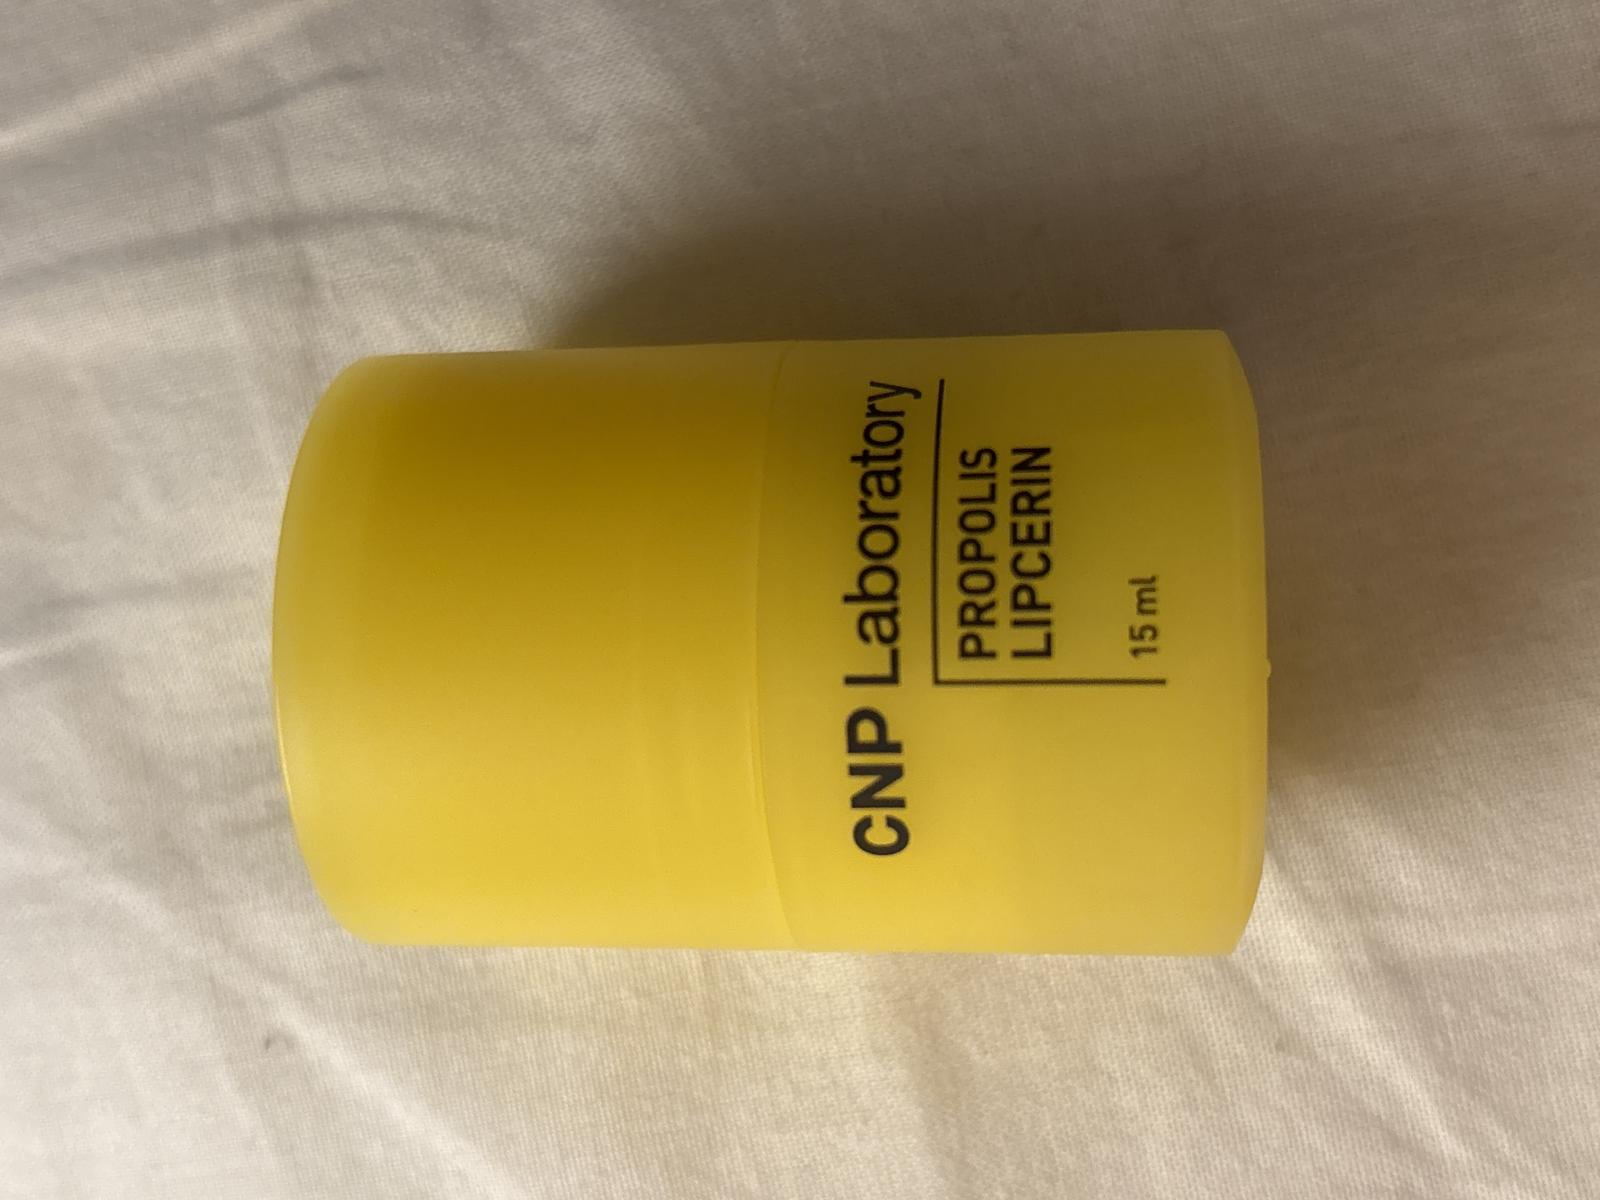 CNP Laboratory
PROPOLIS
LIPCERIN
15 ml